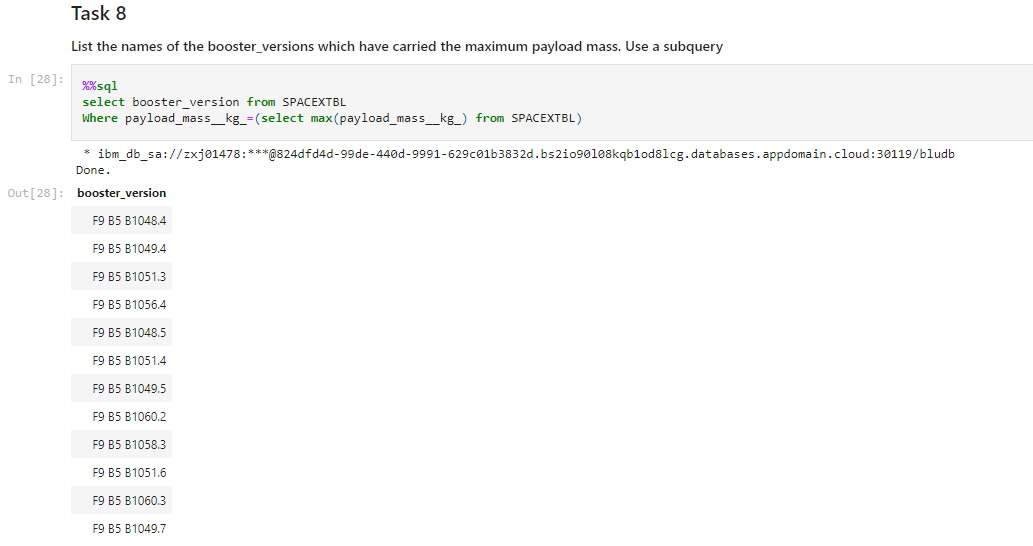 Task 8
List the names of the booster_versions which have carried the maximum payload mass. Use a subquery
In [28]:
%%sql
select booster_version from SPACEXTBL
Where payload_mass__kg_=(select max(payload_mass__kg_) from SPACEXTBL)
* ibm_db_sa://zxj01478:***@824dfd4d-99de-440d-9991-629c01b3832d.bs2io90l08kqb1od8lcg.databases.appdomain.cloud:30119/bludb
Done.
Out[28]: booster_version
F9 B5 B1048.4
F9 B5 B1049.4
F9 B5 B1051.3
F9 B5 B1056.4
F9 B5 B1048.5
F9 B5 B1051.4
F9 B5 B1049.5
F9 B5 B1060.2
F9 B5 B1058.3
F9 B5 B1051.6
F9 B5 B1060.3
F9 B5 B1049.7